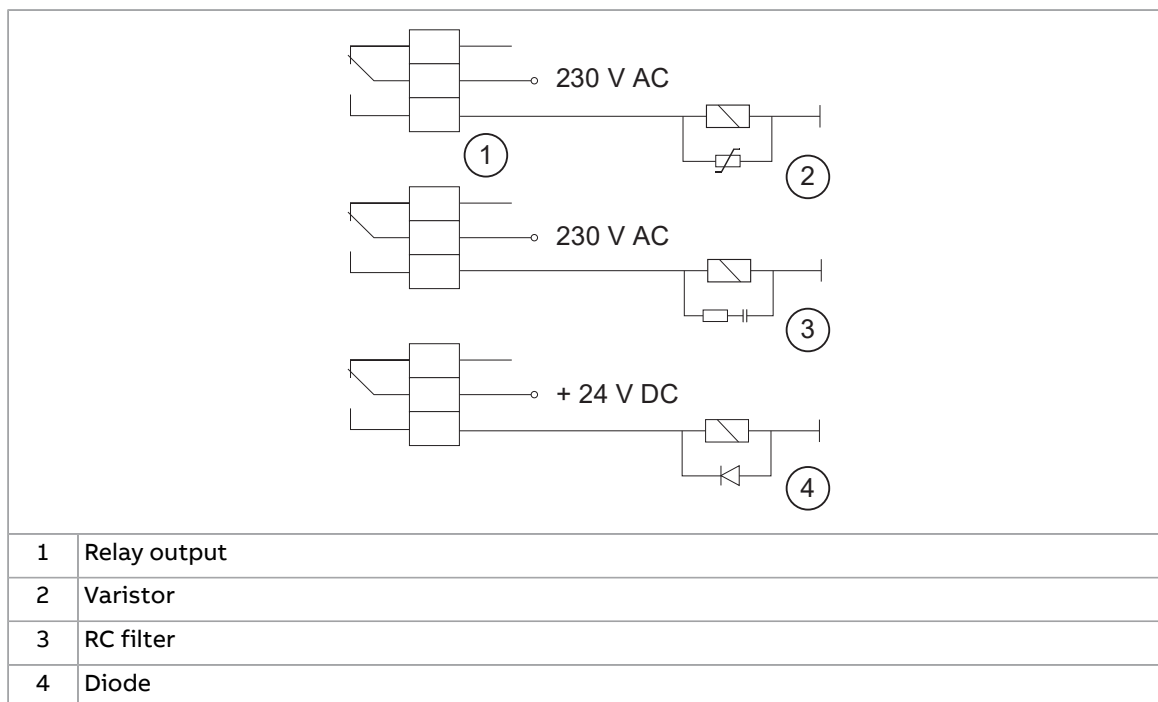 230 V AC
1
2
230 V AC
3
+ 24 V DC
4
1 Relay output
2 Varistor
3 RC filter
4 Diode